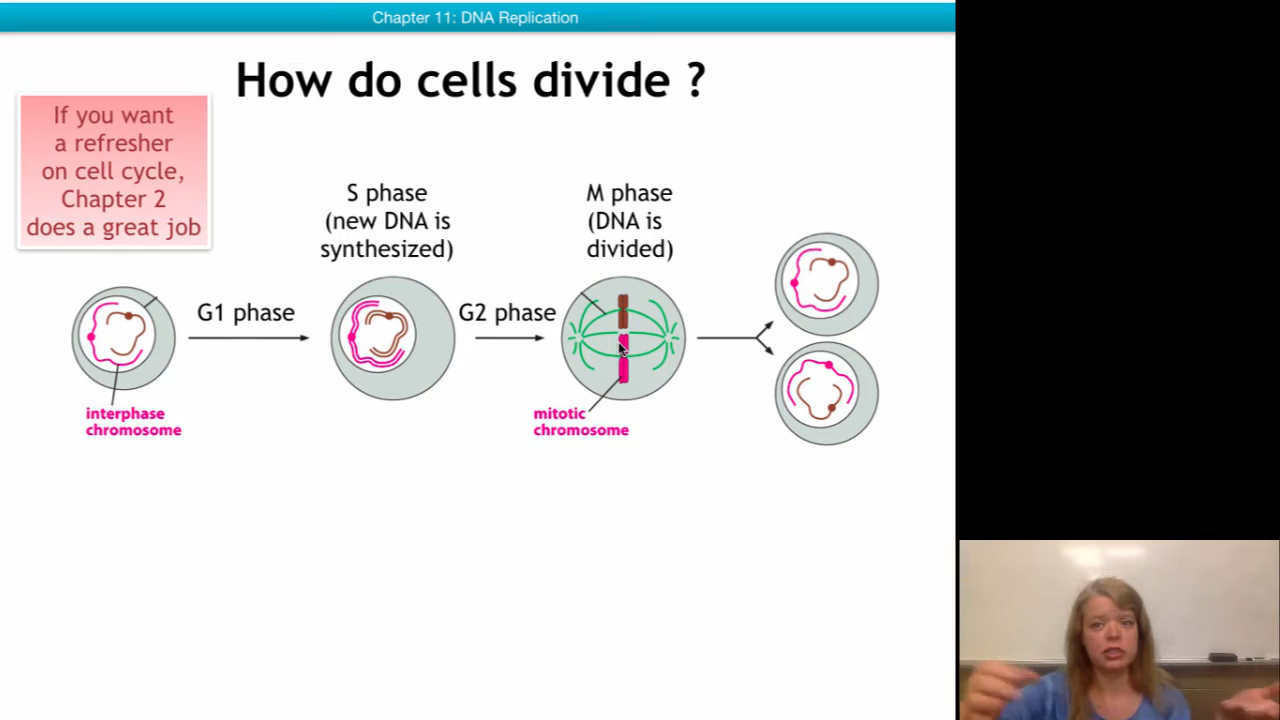 Chapter 11: DNA Replication
How do cells divide ?
If you want
a refresher
on cell cycle,
Chapter 2
does a great job
S phase
(new DNA is
synthesized)
M phase
(DNA is
divided)
G1 phase
G2 phase
interphase
chromosome
mitotic
chromosome